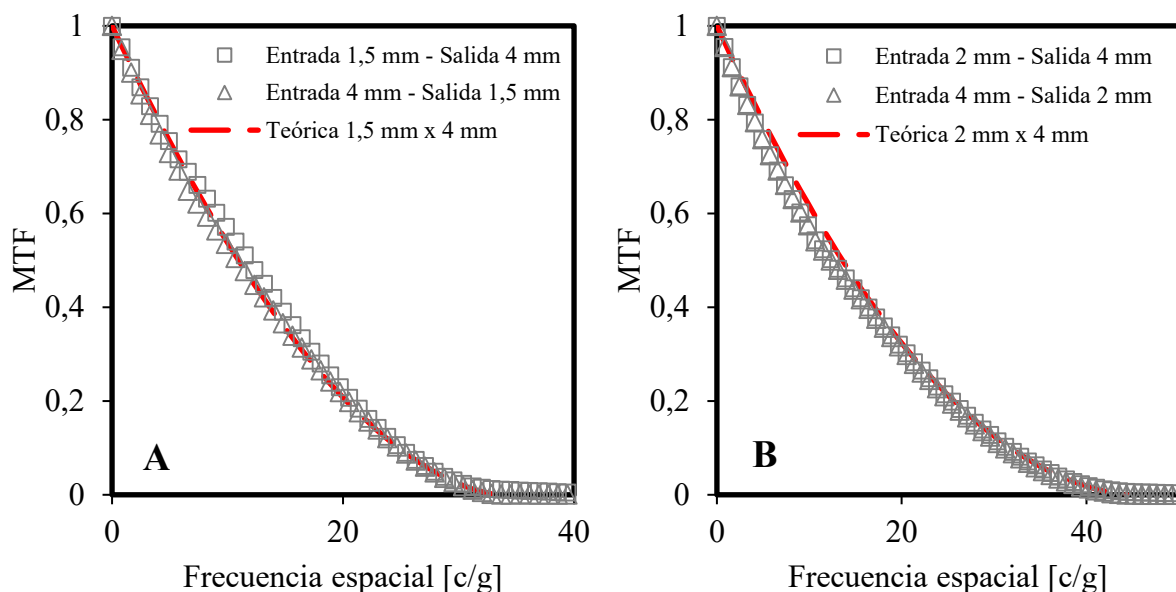 1
0,8
0,6
0,4
0,2
0
MTF
Entrada 1,5 mm - Salida 4 mm
Entrada 4 mm - Salida 1,5 mm
Teórica 1,5 mm x 4 mm
A
0 20 40
Frecuencia espacial [c/g]
1
0,8
0,6
0,4
0,2
0
MTF
Entrada 2 mm - Salida 4 mm
Entrada 4 mm - Salida 2 mm
Teórica 2 mm x 4 mm
B
0 20 40
Frecuencia espacial [c/g]